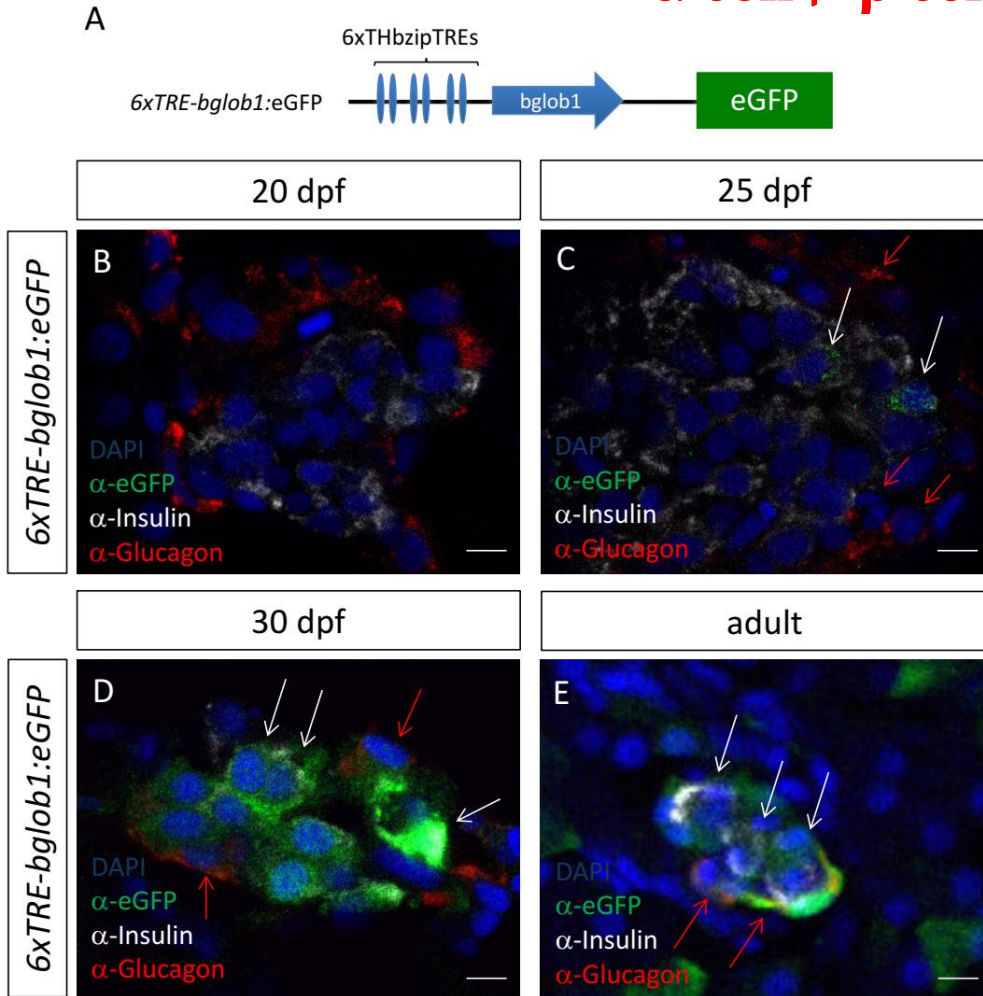 A
6xTHbzipTREs
6xTRE-bglob1:eGFP
bglob1
eGFP
20 dpf
25 dpf
6xTRE-bglob1:eGFP
B
DAPI
α-eGFP
α-Insulin
α-Glucagon
C
DAPI
α-eGFP
α-Insulin
α-Glucagon
30 dpf
adult
6xTRE-bglob1:eGFP
D
DAPI
α-eGFP
α-Insulin
α-Glucagon
E
DAPI
α-eGFP
α-Insulin
α-Glucagon